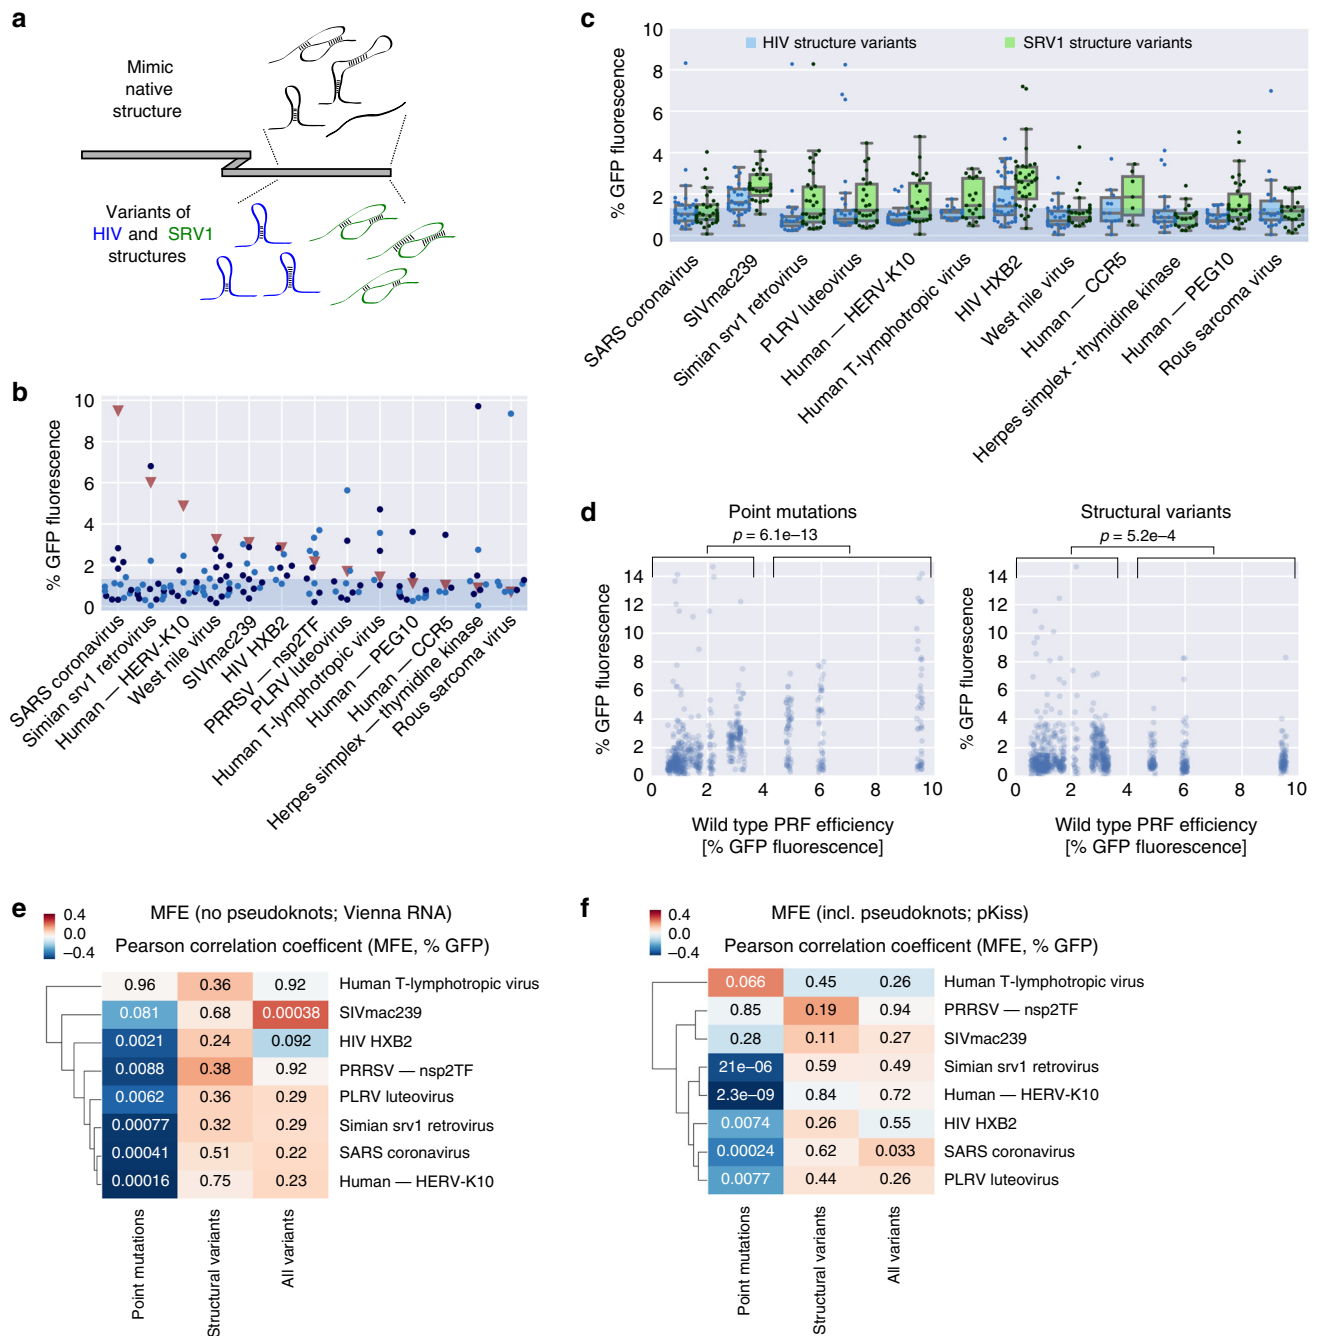 a
Mimic
native
structure
Variants of
HIV and SRV1
structures
b
% GFP fluorescence
10
8
6
4
2
0
SARS coronavirus
Simian srv1 retrovirus
Human — HERV-K10
West nile virus
SIVmac239
HIV HXB2
PRRSV — nsp2TF
PLRV luteovirus
Human T-lymphotropic virus
Human — PEG10
Human — CCR5
Herpes simplex — thymidine kinase
Rous sarcoma virus
c
% GFP fluorescence
10
8
6
4
2
0
HIV structure variants
SRV1 structure variants
SARS coronavirus
SIVmac239
Simian srv1 retrovirus
PLRV luteovirus
Human — HERV-K10
Human T-lymphotropic virus
HIV HXB2
West nile virus
Human — CCR5
Herpes simplex - thymidine kinase
Human — PEG10
Rous sarcoma virus
d
Point mutations
p = 6.1e–13
% GFP fluorescence
14
12
10
8
6
4
2
0
0 2 4 6 8 10
Wild type PRF efficiency
[% GFP fluorescence]
Structural variants
p = 5.2e–4
% GFP fluorescence
14
12
10
8
6
4
2
0
0 2 4 6 8 10
Wild type PRF efficiency
[% GFP fluorescence]
e
0.4
0.0
–0.4
MFE (no pseudoknots; Vienna RNA)
Pearson correlation coefficent (MFE, % GFP)
0.96 0.36 0.92 Human T-lymphotropic virus
0.081 0.68 0.00038 SIVmac239
0.0021 0.24 0.092 HIV HXB2
0.0088 0.38 0.92 PRRSV — nsp2TF
0.0062 0.36 0.29 PLRV luteovirus
0.00077 0.32 0.29 Simian srv1 retrovirus
0.00041 0.51 0.22 SARS coronavirus
0.00016 0.75 0.23 Human — HERV-K10
Point mutations
Structural variants
All variants
f
0.4
0.0
–0.4
MFE (incl. pseudoknots; pKiss)
Pearson correlation coefficent (MFE, % GFP)
0.066 0.45 0.26 Human T-lymphotropic virus
0.85 0.19 0.94 PRRSV — nsp2TF
0.28 0.11 0.27 SIVmac239
21e–06 0.59 0.49 Simian srv1 retrovirus
2.3e–09 0.84 0.72 Human — HERV-K10
0.0074 0.26 0.55 HIV HXB2
0.00024 0.62 0.033 SARS coronavirus
0.0077 0.44 0.26 PLRV luteovirus
Point mutations
Structural variants
All variants